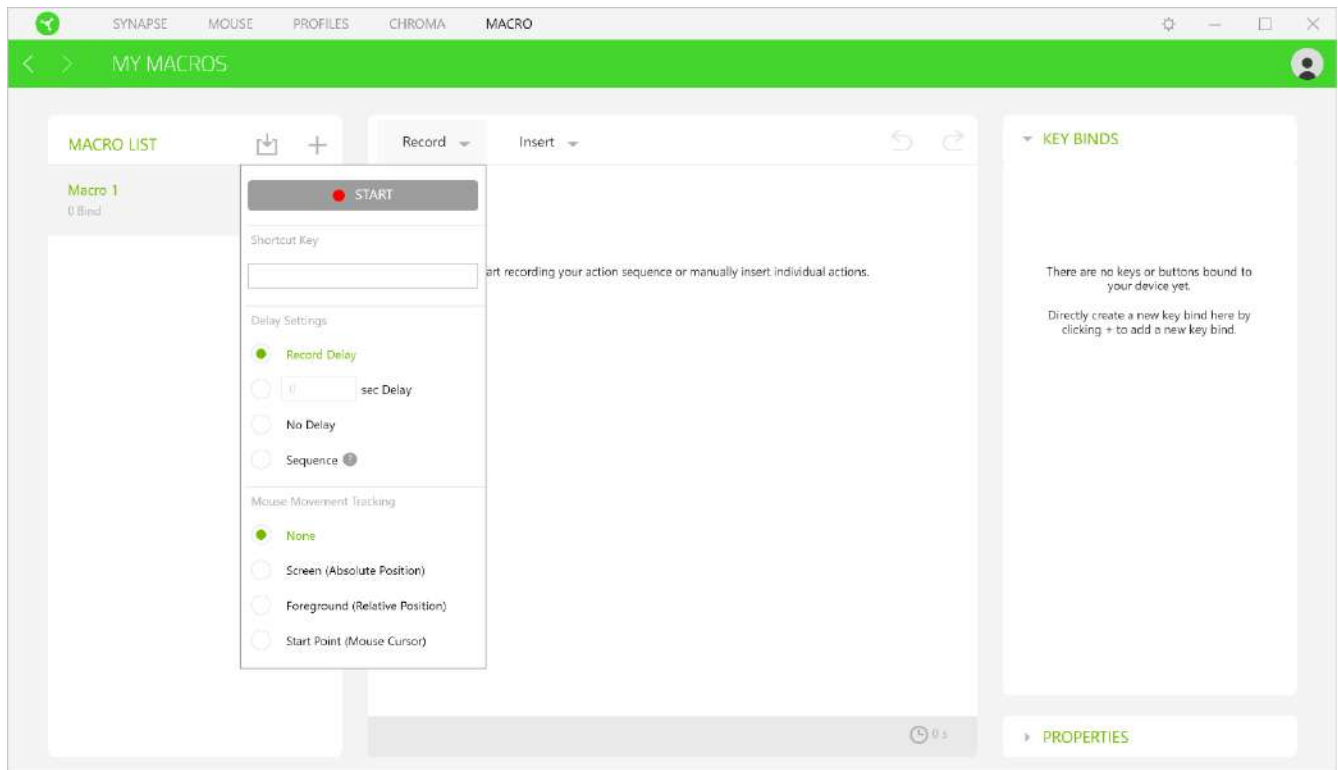 SYNAPSE MOUSE PROFILES CHROMA MACRO
MY MACROS
MACRO LIST
Record
Insert
KEY BINDS
Macro 1
0 Bind
START
Shortcut Key
art recording your action sequence or manually insert individual actions.
There are no keys or buttons bound to
your device yet.
Directly create a new key bind here by
clicking + to add a new key bind.
Delay Settings
Record Delay
0 sec Delay
No Delay
Sequence ?
Mouse Movement Tracking
None
Screen (Absolute Position)
Foreground (Relative Position)
Start Point (Mouse Cursor)
0 s
PROPERTIES